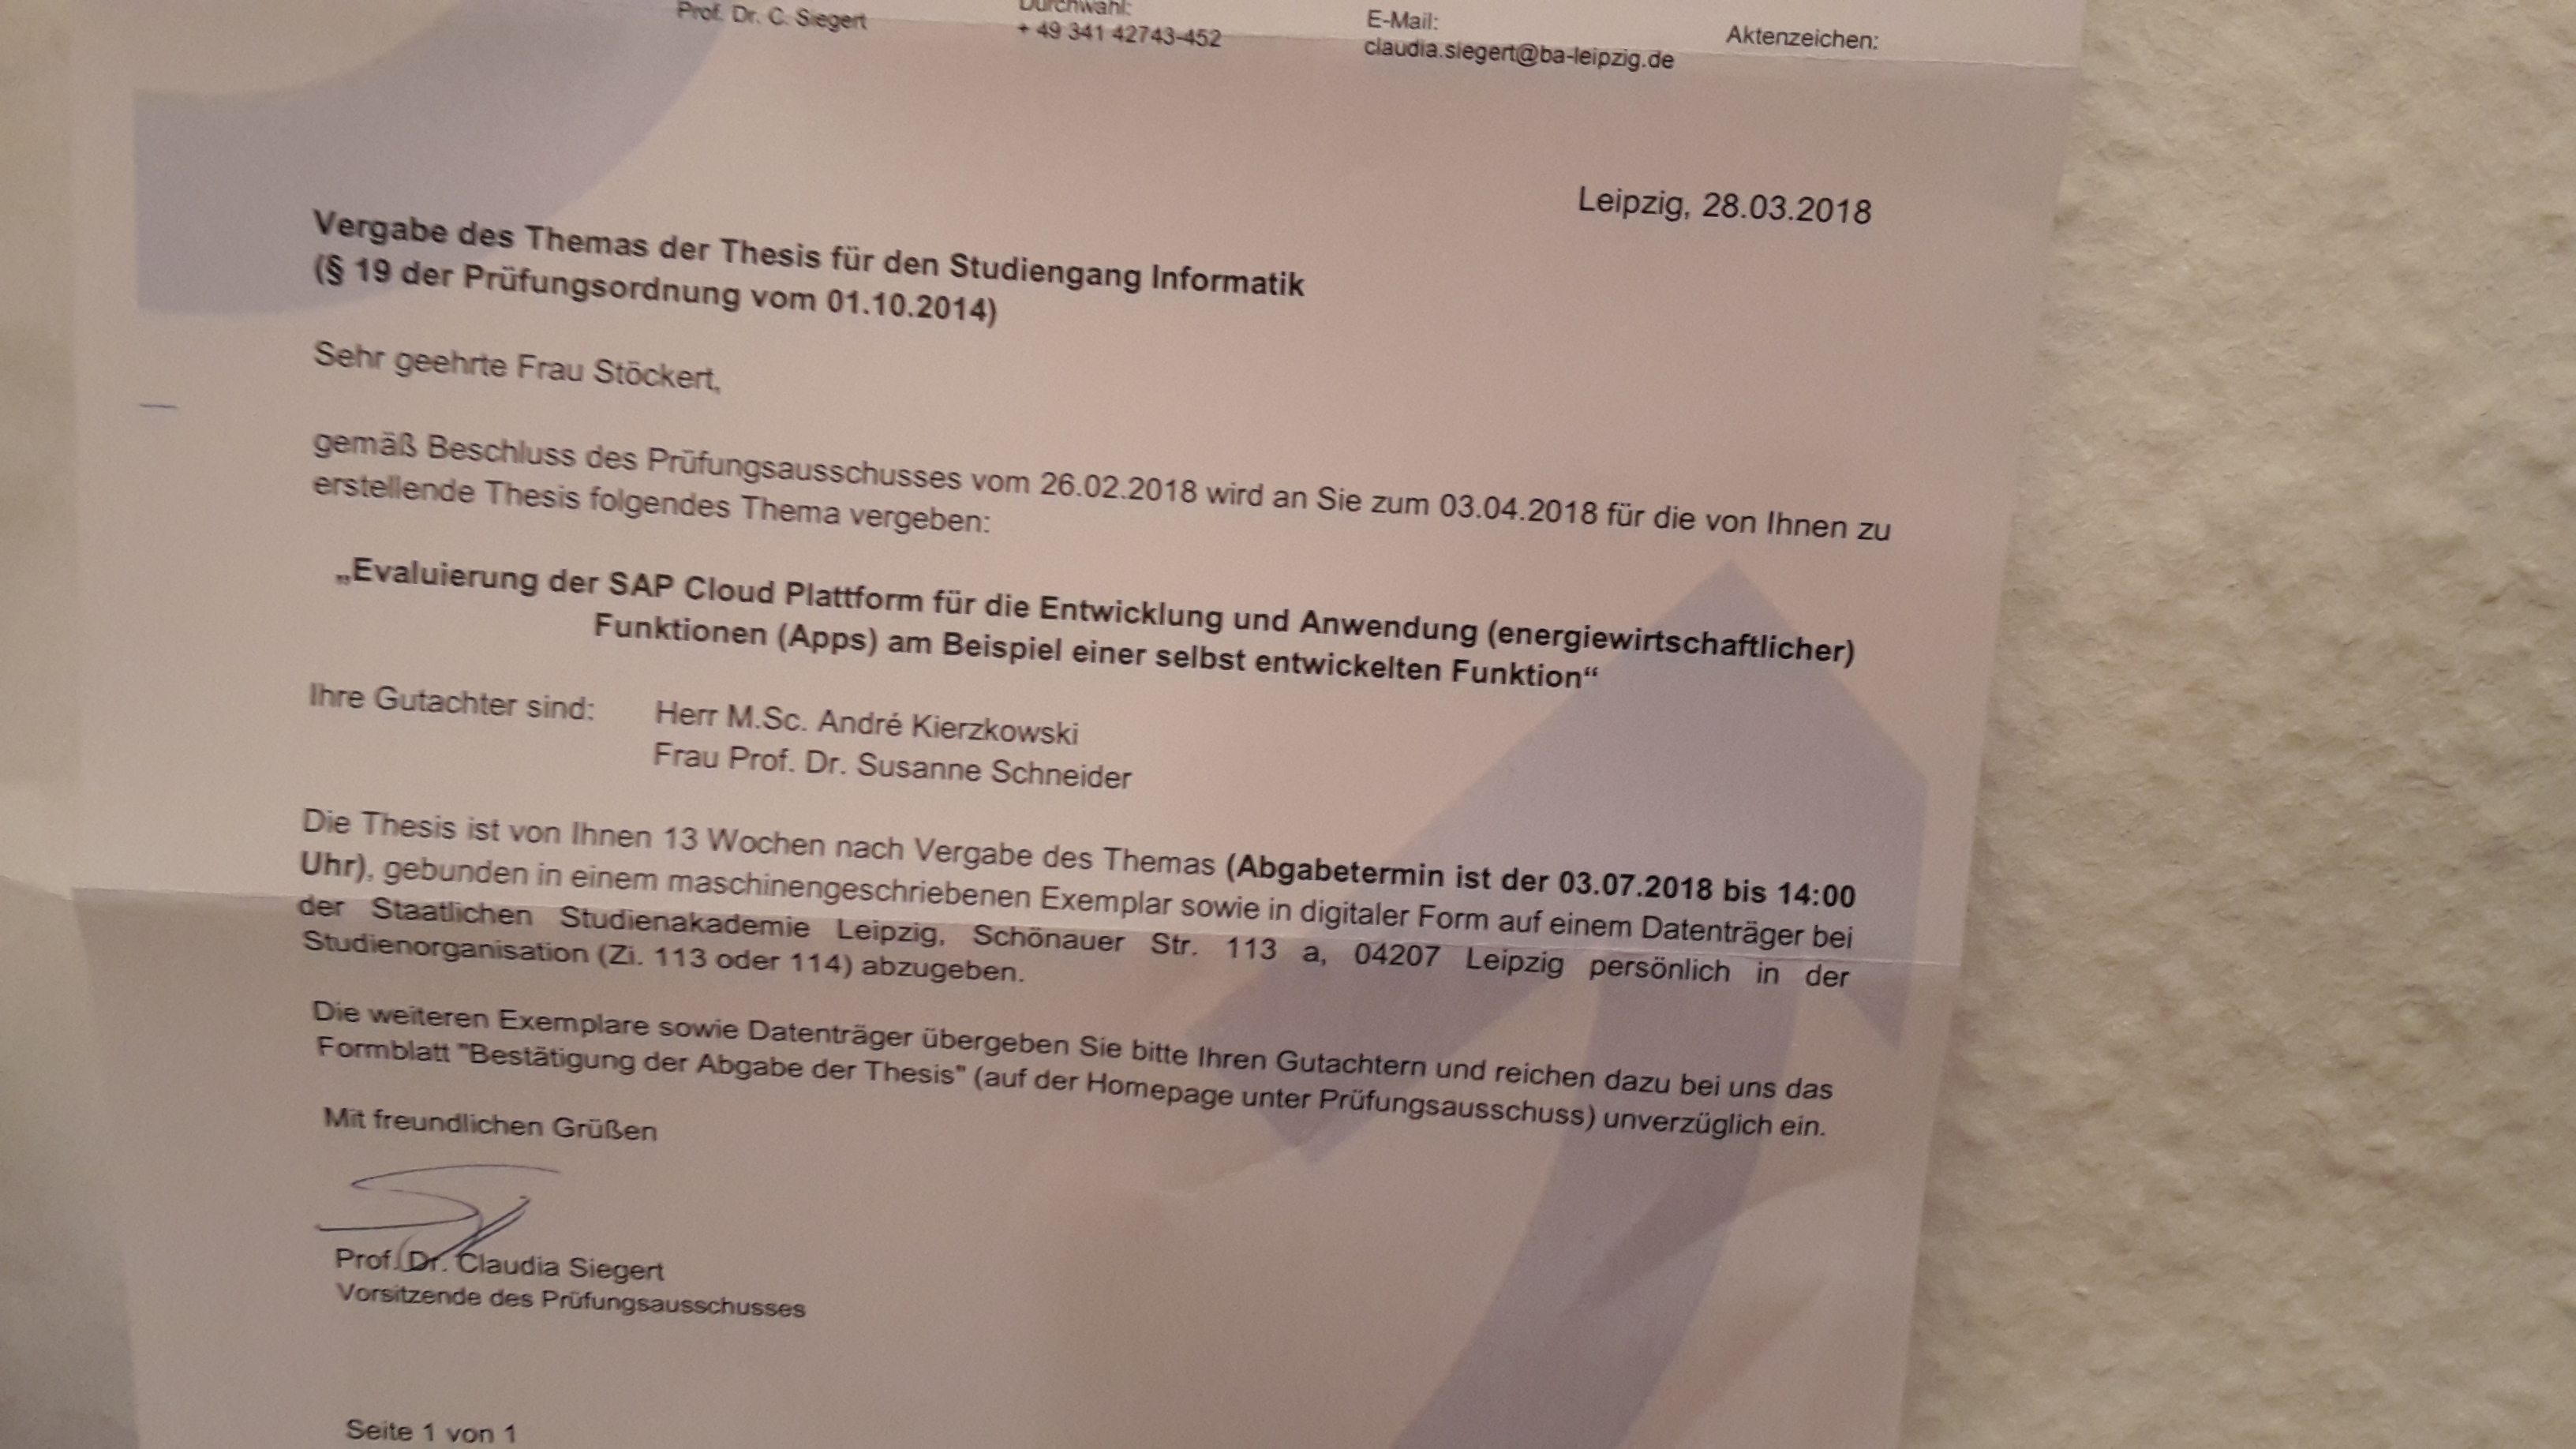 Prof. Dr. C. Siegert
Durchwahl:
+ 49 341 42743-452
E-Mail:
claudia.siegert@ba-leipzig.de
Aktenzeichen:
Leipzig, 28.03.2018
Vergabe des Themas der Thesis für den Studiengang Informatik
(§ 19 der Prüfungsordnung vom 01.10.2014)
Sehr geehrte Frau Stöckert,
gemäß Beschluss des Prüfungsausschusses vom 26.02.2018 wird an Sie zum 03.04.2018 für die von Ihnen zu
erstellende Thesis folgendes Thema vergeben:
„Evaluierung der SAP Cloud Plattform für die Entwicklung und Anwendung (energiewirtschaftlicher)
Funktionen (Apps) am Beispiel einer selbst entwickelten Funktion“
Ihre Gutachter sind: Herr M.Sc. André Kierzkowski
Frau Prof. Dr. Susanne Schneider
Die Thesis ist von Ihnen 13 Wochen nach Vergabe des Themas (Abgabetermin ist der 03.07.2018 bis 14:00
Uhr), gebunden in einem maschinengeschriebenen Exemplar sowie in digitaler Form auf einem Datenträger bei
der Staatlichen Studienakademie Leipzig, Schönauer Str. 113 a, 04207 Leipzig persönlich in der
Studienorganisation (Zi. 113 oder 114) abzugeben.
Die weiteren Exemplare sowie Datenträger übergeben Sie bitte Ihren Gutachtern und reichen dazu bei uns das
Formblatt "Bestätigung der Abgabe der Thesis" (auf der Homepage unter Prüfungsausschuss) unverzüglich ein.
Mit freundlichen Grüßen
Prof. Dr. Claudia Siegert
Vorsitzende des Prüfungsausschusses
Seite 1 von 1